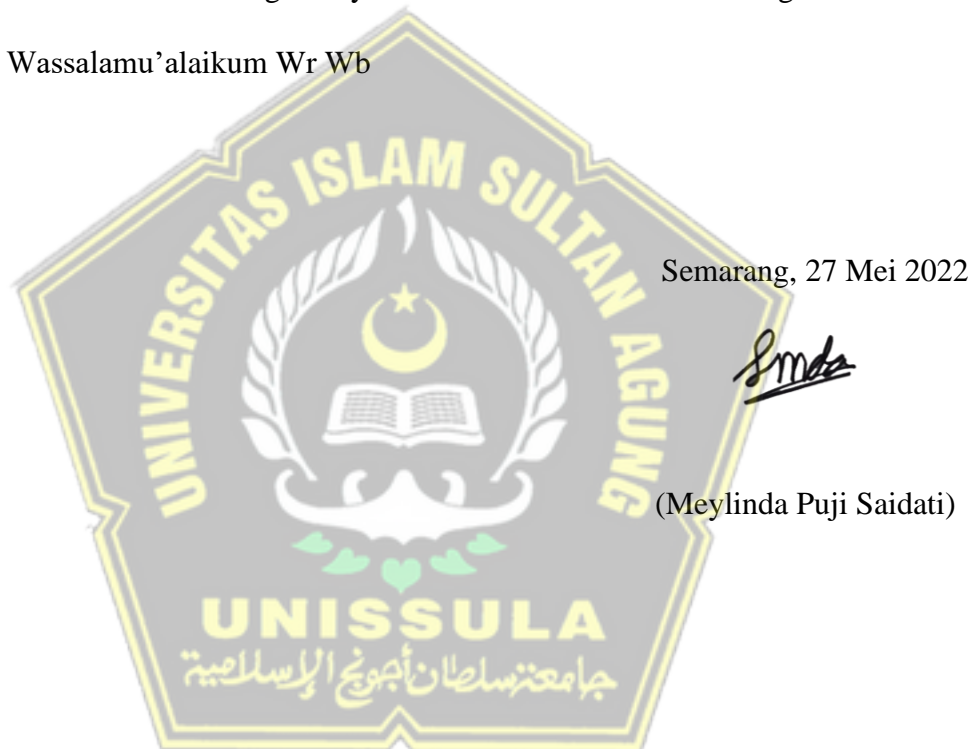 Wassalamu’alaikum Wr Wb
UNIVERSITAS ISLAM SULTAN AGUNG
Semarang, 27 Mei 2022
(Meylinda Puji Saidati)
UNISSULA
جامعة سلطان أجونج الإسلامية